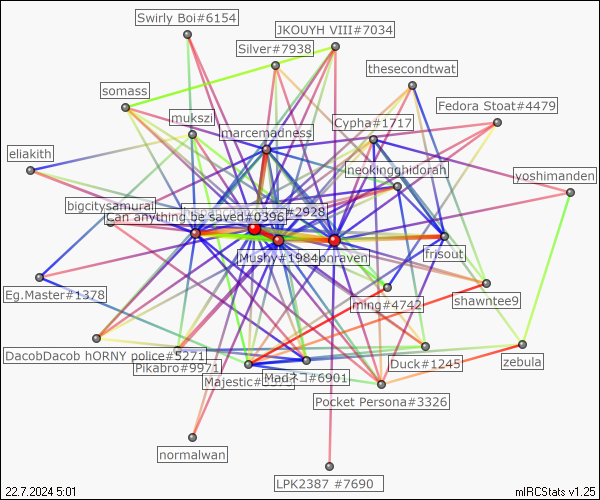 Swirly Boi#6154
JKOUYH VIII#7034
Silver#7938
thesecondtwat
somass
Fedora Stoat#4479
mukszi
Cypha#1717
marcemadness
eliakith
neokingghidorah
yoshimanden
bigcitysamurai
#2928
Can anything be saved#0396
Mushy#1984
onraven
frisout
Eg.Master#1378
ming#4742
shawntee9
DacobDacob hORNY police#5271
Pikabro#9971
Duck#1245
zebula
Majestic
Madネコ#6901
Pocket Persona#3326
normalwan
LPK2387 #7690
22.7.2024 5:01
mIRCStats v1.25